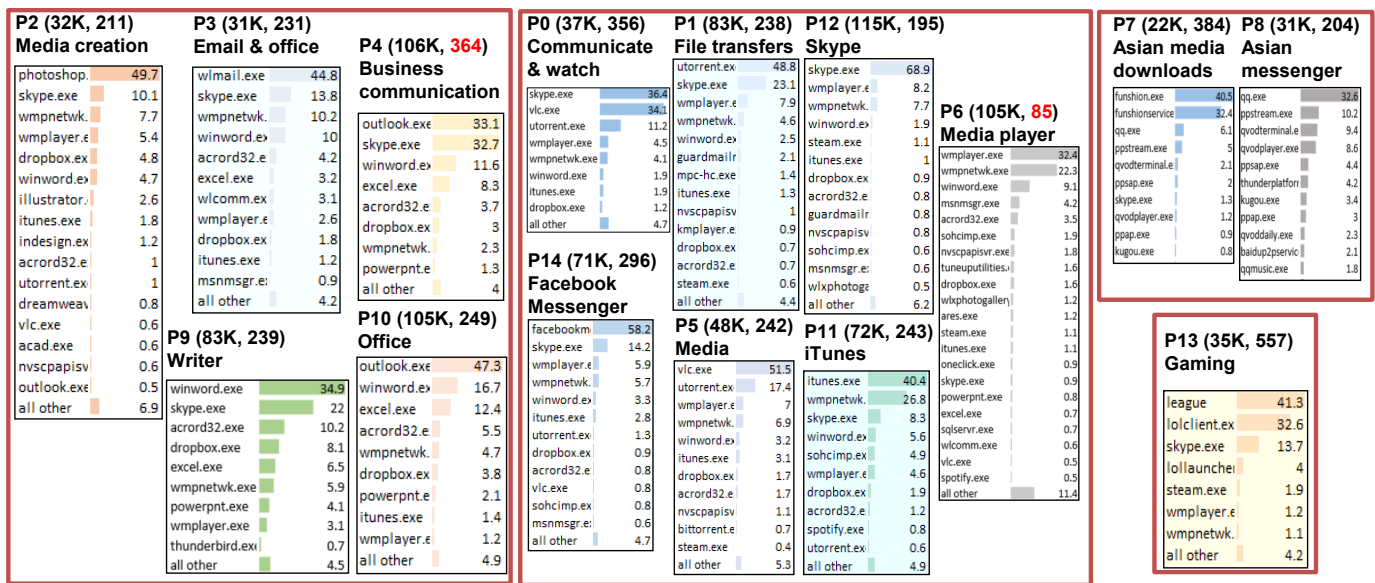 P2 (32K, 211)
Media creation
photoshop. 49.7
skype.exe 10.1
wmpnetwk. 7.7
wmplayer.e 5.4
dropbox.ex 4.8
winword.ex 4.7
illustrator. 2.6
itunes.exe 1.8
indesign.ex 1.2
acrord32.e 1
utorrent.ex 1
dreamweav 0.8
vlc.exe 0.6
acad.exe 0.6
nvscpapisv 0.6
outlook.exe 0.5
all other 6.9
P3 (31K, 231)
Email & office
wlmail.exe 44.8
skype.exe 13.8
wmpnetwk. 10.2
winword.ex 10
acrord32.e 4.2
excel.exe 3.2
wlcomm.ex 3.1
wmplayer.e 2.6
dropbox.ex 1.8
itunes.exe 1.2
msnmsgr.e 0.9
all other 4.2
P4 (106K, 364)
Business
communication
outlook.exe 33.1
skype.exe 32.7
winword.ex 11.6
excel.exe 8.3
acrord32.e 3.7
dropbox.ex 3
wmpnetwk. 2.3
powerpnt.e 1.3
all other 4
P9 (83K, 239)
Writer
winword.exe 34.9
skype.exe 22
acrord32.exe 10.2
dropbox.exe 8.1
excel.exe 6.5
wmpnetwk.exe 5.9
powerpnt.exe 4.1
wmplayer.exe 3.1
thunderbird.exe 0.7
all other 4.5
P10 (105K, 249)
Office
outlook.exe 47.3
winword.ex 16.7
excel.exe 12.4
acrord32.e 5.5
wmpnetwk. 4.7
dropbox.ex 3.8
powerpnt.e 2.1
itunes.exe 1.4
wmplayer.e 1.2
all other 4.9
P0 (37K, 356)
Communicate
& watch
skype.exe 36.4
vlc.exe 34.1
utorrent.exe 11.2
wmplayer.exe 4.5
wmpnetwk.exe 4.1
winword.exe 1.9
itunes.exe 1.9
dropbox.exe 1.2
all other 4.7
P14 (71K, 296)
Facebook
Messenger
facebookm 58.2
skype.exe 14.2
wmplayer.e 5.9
wmpnetwk. 5.7
winword.ex 3.3
itunes.exe 2.8
utorrent.ex 1.3
dropbox.ex 0.9
acrord32.e 0.8
vlc.exe 0.8
sohcimp.ex 0.8
msnmsgr.e 0.6
all other 4.7
P1 (83K, 238)
File transfers
utorrent.ex 48.8
skype.exe 23.1
wmplayer.e 7.9
wmpnetwk. 4.6
winword.ex 2.5
guardmailr 2.1
mpc-hc.exe 1.4
itunes.exe 1.3
nvscpapisv 1
kmplayer.e 0.9
dropbox.ex 0.7
acrord32.e 0.7
steam.exe 0.6
all other 4.4
P5 (48K, 242)
Media
vlc.exe 51.5
utorrent.ex 17.4
wmplayer.e 7
wmpnetwk. 6.9
winword.ex 3.2
itunes.exe 3.1
dropbox.ex 1.7
acrord32.e 1.7
nvscpapisv 1.1
bittorrent.e 0.7
steam.exe 0.4
all other 5.3
P12 (115K, 195)
Skype
skype.exe 68.9
wmplayer.e 8.2
wmpnetwk. 7.7
winword.ex 1.9
steam.exe 1.1
itunes.exe 1
dropbox.ex 0.9
acrord32.e 0.8
guardmailr 0.8
nvscpapisv 0.8
sohcimp.ex 0.6
msnmsgr.e 0.6
wlxphotoga 0.5
all other 6.2
P11 (72K, 243)
iTunes
itunes.exe 40.4
wmpnetwk. 26.8
skype.exe 8.3
winword.ex 5.6
sohcimp.ex 4.9
wmplayer.e 4.6
dropbox.ex 1.9
acrord32.e 1.2
spotify.exe 0.8
utorrent.ex 0.6
all other 4.9
P6 (105K, 85)
Media player
wmplayer.exe 32.4
wmpnetwk.exe 22.3
winword.exe 9.1
msnmsgr.exe 4.2
acrord32.exe 3.5
sohcimp.exe 1.9
nvscpapisvr.exe 1.8
tuneuputilities. 1.6
dropbox.exe 1.6
wlxphotogallery 1.2
ares.exe 1.2
steam.exe 1.1
itunes.exe 1.1
oneclick.exe 0.9
skype.exe 0.9
powerpnt.exe 0.8
excel.exe 0.7
sqlservr.exe 0.7
wlcomm.exe 0.6
vlc.exe 0.5
spotify.exe 0.5
all other 11.4
P7 (22K, 384)
Asian media
downloads
funshion.exe 40.5
funshionservice 32.4
qq.exe 6.1
ppstream.exe 5
qvodterminal.e 2.1
ppsap.exe 2
skype.exe 1.3
qvodplayer.exe 1.2
ppap.exe 0.9
kugou.exe 0.8
P8 (31K, 204)
Asian
messenger
qq.exe 32.6
ppstream.exe 10.2
qvodterminal.e 9.4
qvodplayer.exe 8.6
ppsap.exe 4.4
thunderplatforr 4.2
kugou.exe 3.4
ppap.exe 3
qvoddaily.exe 2.3
baidup2pservic 2.1
qqmusic.exe 1.8
P13 (35K, 557)
Gaming
league 41.3
lolclient.ex 32.6
skype.exe 13.7
lollauncher 4
steam.exe 1.9
wmplayer.e 1.2
wmpnetwk. 1.1
all other 4.2